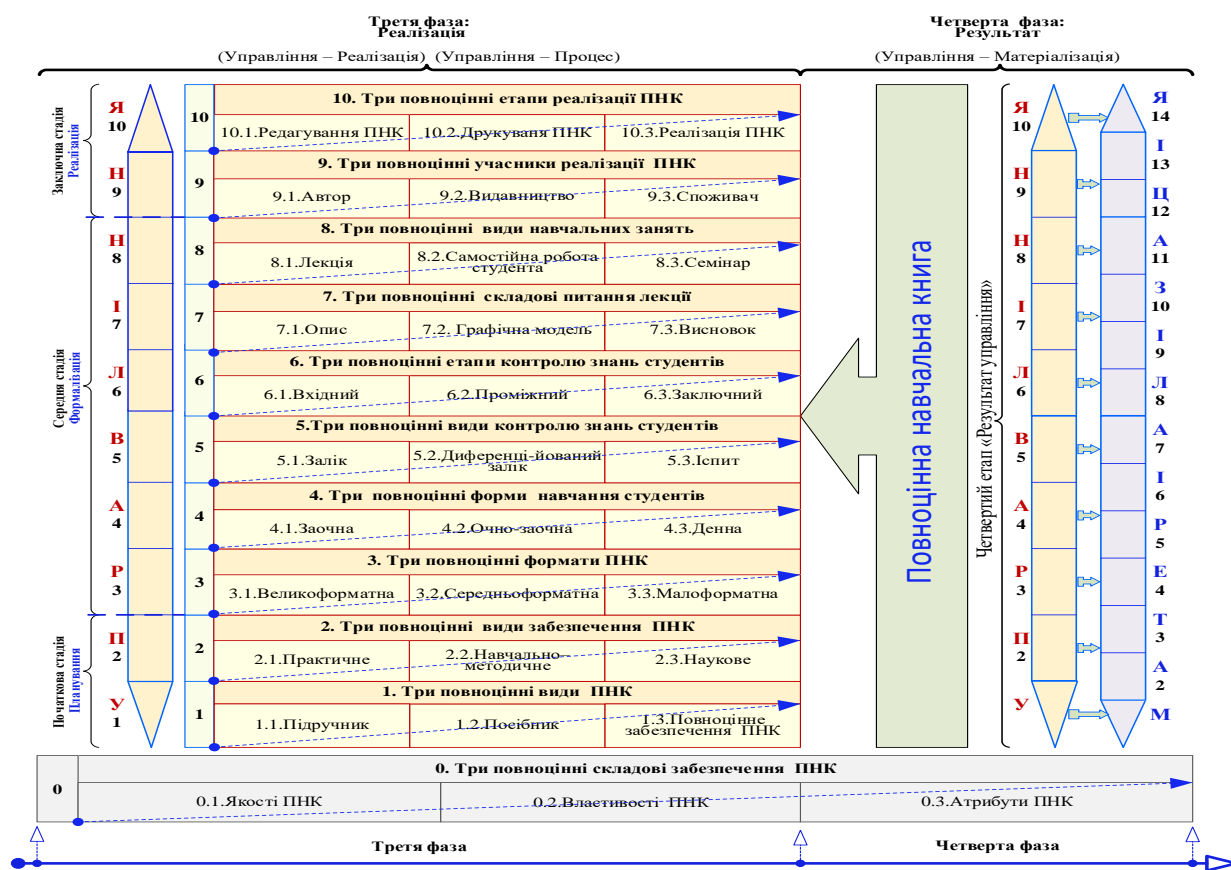 Третя фаза:
Реалізація
(Управління – Реалізація) (Управління – Процес)
Четверта фаза:
Результат
(Управління – Матеріалізація)
Заключна стадія
Реалізація
Середня стадія
Формалізація
Початкова стадія
Планування
Я
10
Н
9
Н
8
І
7
Л
6
В
5
А
4
Р
3
П
2
У
1
10
10. Три повноцінні етапи реалізації ПНК
10.1.Редагування ПНК 10.2.Друкуваня ПНК 10.3.Реалізація ПНК
9
9. Три повноцінні учасники реалізації ПНК
9.1.Автор 9.2.Видавництво 9.3.Споживач
8
8. Три повноцінні види навчальних занять
8.1.Лекція 8.2.Самостійна робота студента 8.3.Семінар
7
7. Три повноцінні складові питання лекції
7.1.Опис 7.2. Графічна модель 7.3.Висновок
6
6. Три повноцінні етапи контролю знань студентів
6.1.Вхідний 6.2.Проміжний 6.3.Заключний
5
5.Три повноцінні види контролю знань студентів
5.1.Залік 5.2.Диференці-йований залік 5.3.Іспит
4
4. Три повноцінні форми навчання студентів
4.1.Заочна 4.2.Очно-заочна 4.3.Денна
3
3. Три повноцінні формати ПНК
3.1.Великоформатна 3.2.Середньоформатна 3.3.Малоформатна
2
2. Три повноцінні види забезпечення ПНК
2.1.Практичне 2.2.Навчально-методичне 2.3.Наукове
1
1. Три повноцінні види ПНК
1.1.Підручник 1.2.Посібник 1.3.Повноцінне забезпечення ПНК
Повноцінна навчальна книга
Четвертий етап «Результат управління»
Я
10
Н
9
Н
8
І
7
Л
6
В
5
А
4
Р
3
П
2
У
Я
14
І
13
Ц
12
А
11
З
10
І
9
Л
8
А
7
І
6
Р
5
Е
4
Т
3
А
2
М
0
0. Три повноцінні складові забезпечення ПНК
0.1.Якості ПНК 0.2.Властивості ПНК 0.3.Атрибути ПНК
Третя фаза Четверта фаза